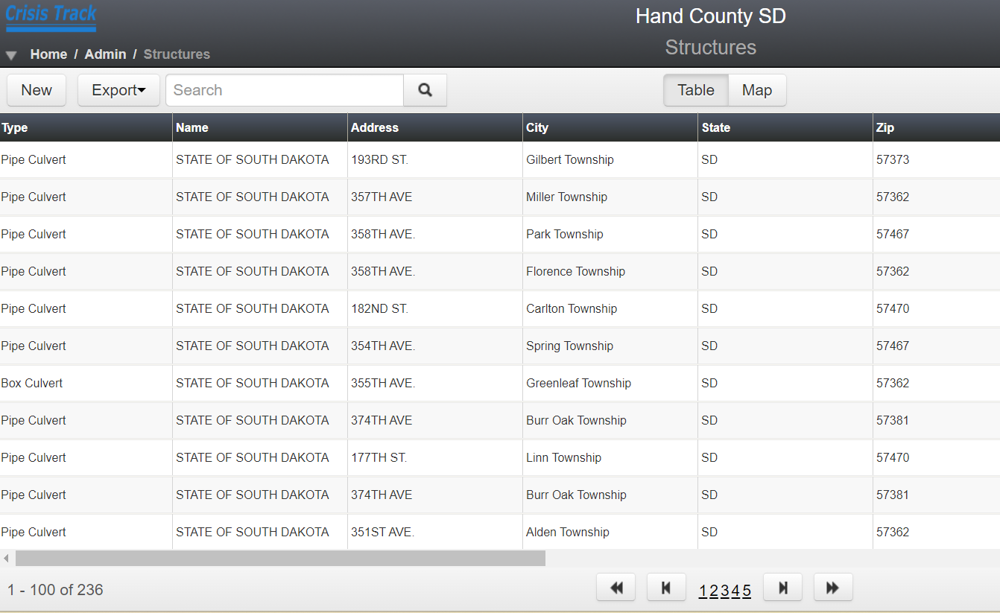 Crisis Track
Hand County SD
Structures
Home / Admin / Structures
New Export Search Table Map
Type Name Address City State Zip
Pipe Culvert STATE OF SOUTH DAKOTA 193RD ST. Gilbert Township SD 57373
Pipe Culvert STATE OF SOUTH DAKOTA 357TH AVE Miller Township SD 57362
Pipe Culvert STATE OF SOUTH DAKOTA 358TH AVE. Park Township SD 57467
Pipe Culvert STATE OF SOUTH DAKOTA 358TH AVE. Florence Township SD 57362
Pipe Culvert STATE OF SOUTH DAKOTA 182ND ST. Carlton Township SD 57470
Pipe Culvert STATE OF SOUTH DAKOTA 354TH AVE. Spring Township SD 57467
Box Culvert STATE OF SOUTH DAKOTA 355TH AVE. Greenleaf Township SD 57362
Pipe Culvert STATE OF SOUTH DAKOTA 374TH AVE Burr Oak Township SD 57381
Pipe Culvert STATE OF SOUTH DAKOTA 177TH ST. Linn Township SD 57470
Pipe Culvert STATE OF SOUTH DAKOTA 374TH AVE Burr Oak Township SD 57381
Pipe Culvert STATE OF SOUTH DAKOTA 351ST AVE. Alden Township SD 57362
1 - 100 of 236 1 2 3 4 5